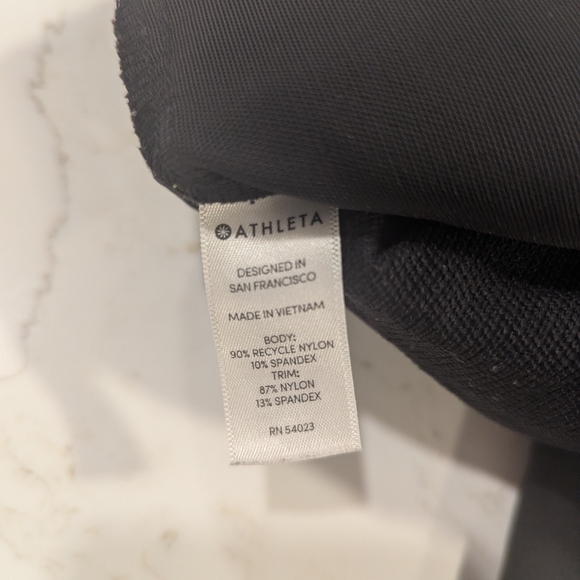 ATHLETA
DESIGNED IN
SAN FRANCISCO
MADE IN VIETNAM
BODY:
90% RECYCLE NYLON
10% SPANDEX
TRIM:
87% NYLON
13% SPANDEX
RN 54023